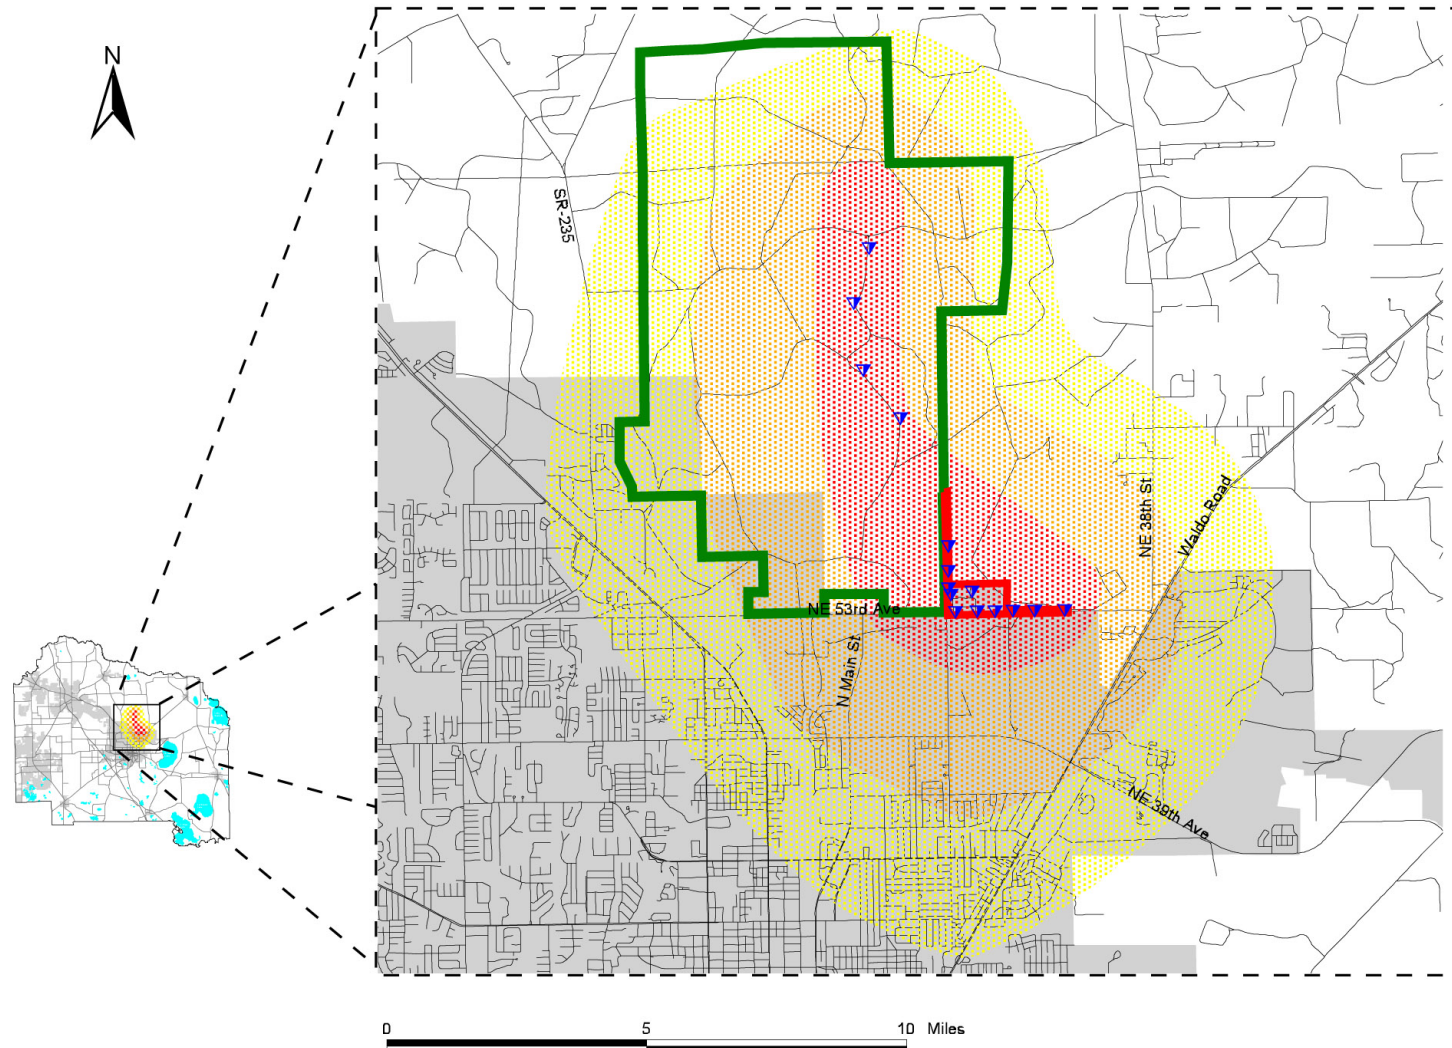 N
SR-235
NE 38th St
Waldo Road
NE 53rd Ave
N Main St
NE 39th Ave
0 5 10 Miles